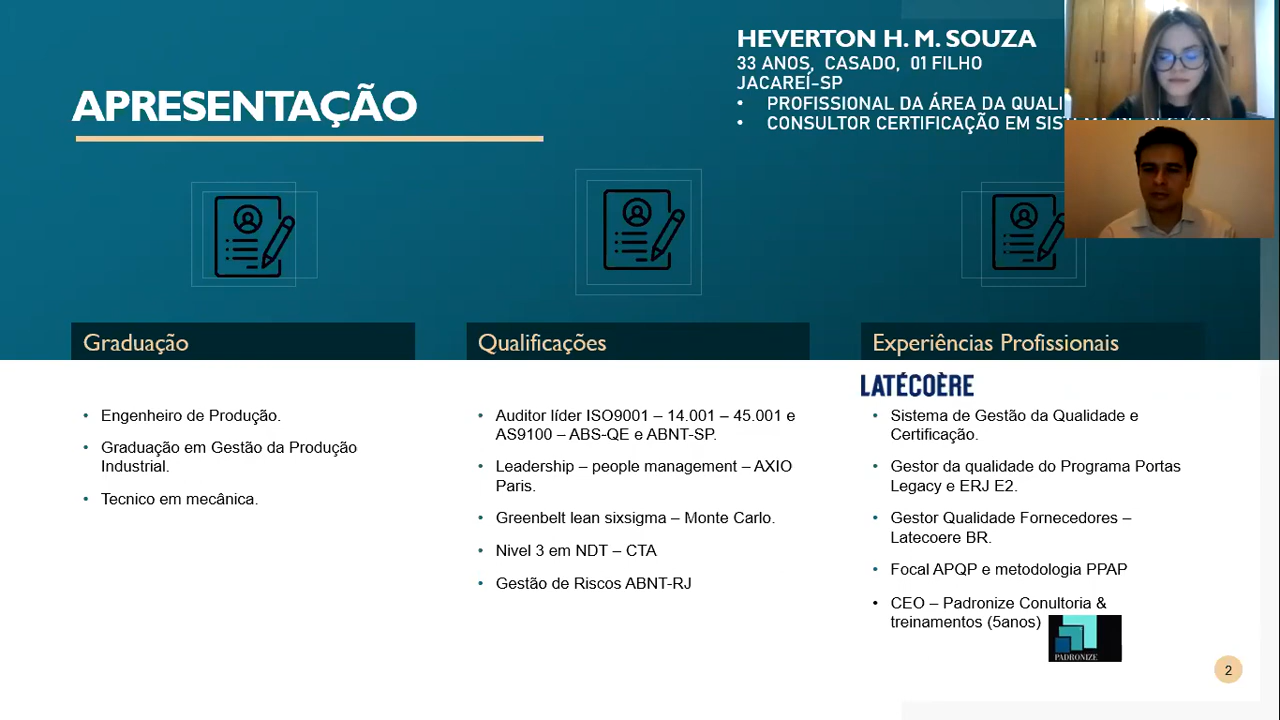 HEVERTON H. M. SOUZA
33 ANOS, CASADO, 01 FILHO
JACAREÍ-SP
• PROFISSIONAL DA ÁREA DA QUALI
• CONSULTOR CERTIFICAÇÃO EM SIS
APRESENTAÇÃO
Graduação
• Engenheiro de Produção.
• Graduação em Gestão da Produção
Industrial.
• Tecnico em mecânica.
Qualificações
• Auditor líder ISO9001 – 14.001 – 45.001 e
AS9100 – ABS-QE e ABNT-SP.
• Leadership – people management – AXIO
Paris.
• Greenbelt lean sixsigma – Monte Carlo.
• Nivel 3 em NDT – CTA
• Gestão de Riscos ABNT-RJ
Experiências Profissionais
LATÉCOÈRE
• Sistema de Gestão da Qualidade e
Certificação.
• Gestor da qualidade do Programa Portas
Legacy e ERJ E2.
• Gestor Qualidade Fornecedores –
Latecoere BR.
• Focal APQP e metodologia PPAP
• CEO – Padronize Conultoria &
treinamentos (5anos)
PADRONIZE
2